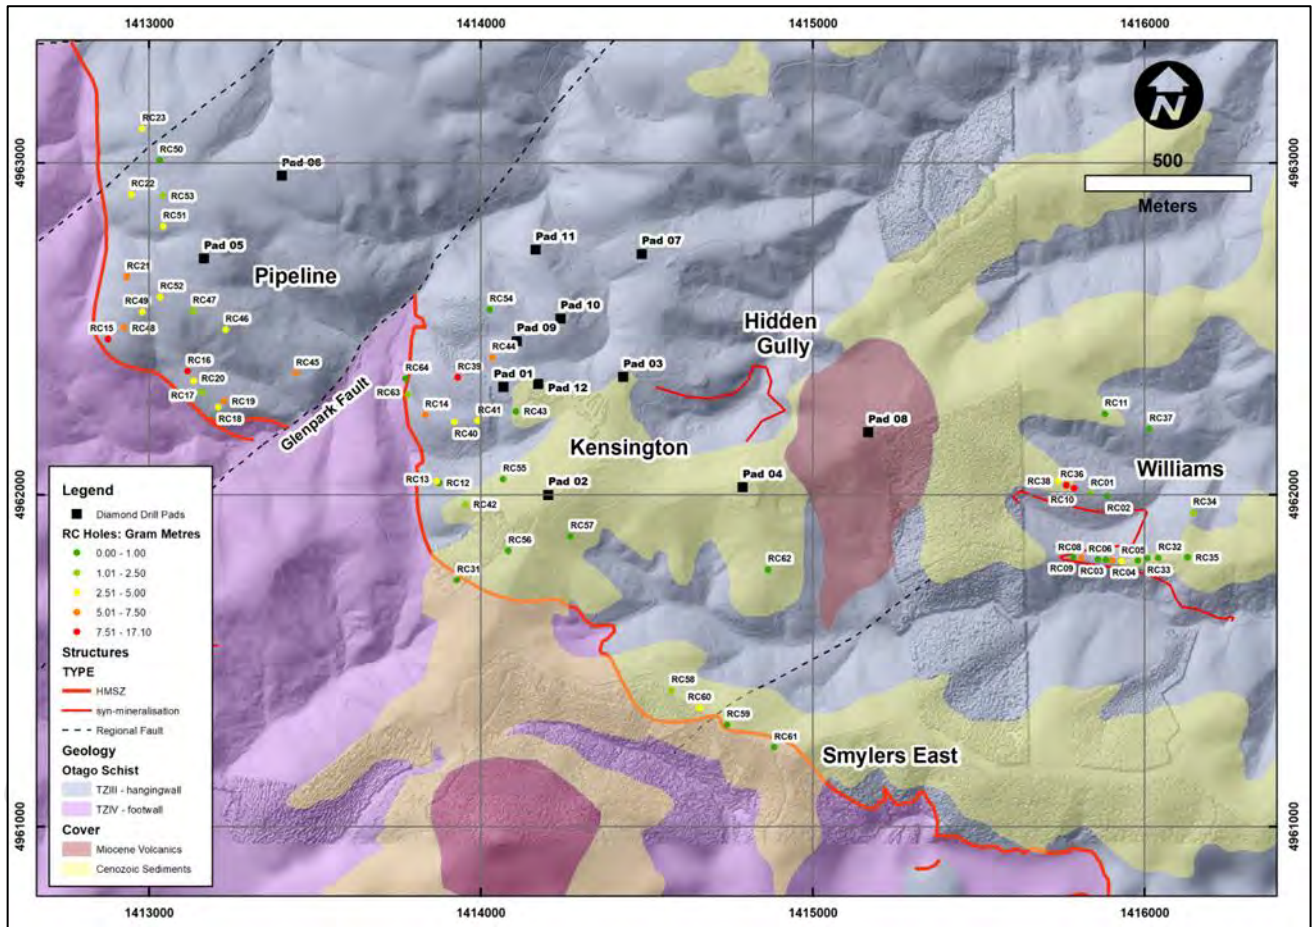 1413000
1414000
1415000
1416000
4963000
4963000
N
500
Meters
RC23
RC50
Pad 06
RC22
RC53
RC51
Pad 05
Pad 11
Pad 07
Pipeline
RC21
RC52
RC49
RC47
RC54
Pad 10
RC15
RC48
RC46
Pad 09
Hidden
Gully
RC44
RC16
RC45
RC64
RC39
Pad 01
Pad 03
RC20
Pad 12
RC17
RC19
RC63
RC18
RC14
RC41
RC43
RC40
Glenpark Fault
Kensington
Pad 08
RC11
RC37
Williams
RC13
RC12
RC55
Pad 04
RC38
RC36
RC01
Pad 02
RC10
RC02
RC34
4962000
4962000
RC42
RC57
RC56
RC62
RC31
RC08
RC06
RC05
RC32
RC35
RC09
RC03
RC04
RC33
RC58
RC60
RC59
RC61
Smylers East
4961000
4961000
Legend
Diamond Drill Pads
RC Holes: Gram Metres
0.00 - 1.00
1.01 - 2.50
2.51 - 5.00
5.01 - 7.50
7.51 - 17.10
Structures
TYPE
HMSZ
syn-mineralisation
Regional Fault
Geology
Otago Schist
TZIII - hangingwall
TZIV - footwall
Cover
Miocene Volcanics
Cenozoic Sediments
1413000
1414000
1415000
1416000